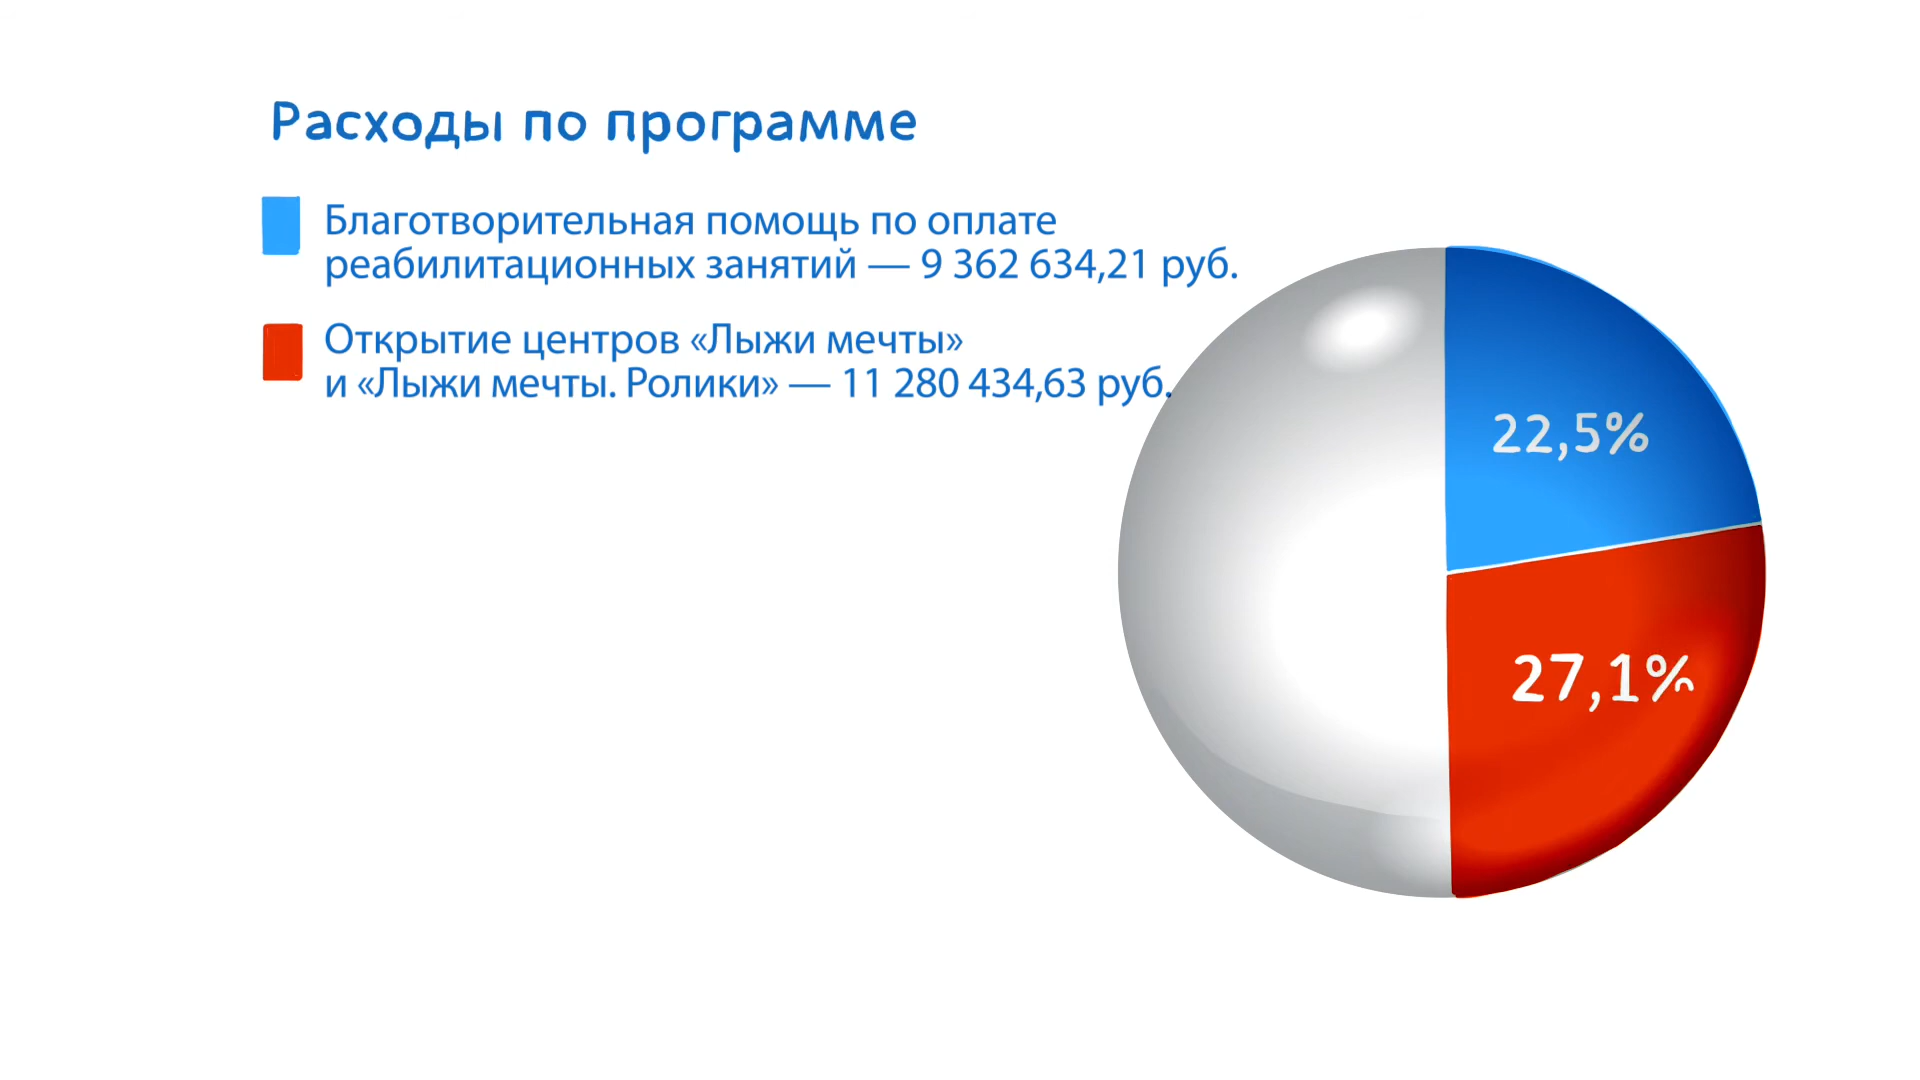 Расходы по программе
Благотворительная помощь по оплате
реабилитационных занятий — 9 362 634,21 руб.
Открытие центров «Лыжи мечты»
и «Лыжи мечты. Ролики» — 11 280 434,63 руб.
22,5%
27,1%